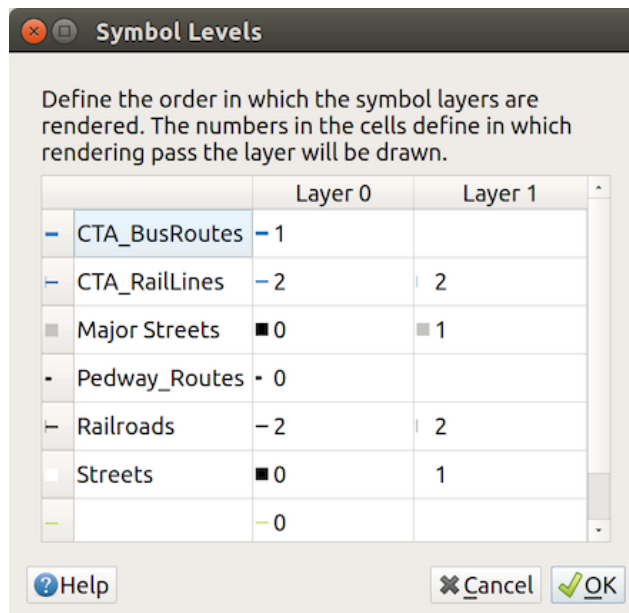 Symbol Levels
Define the order in which the symbol layers are
rendered. The numbers in the cells define in which
rendering pass the layer will be drawn.
Layer 0 Layer 1
CTA_BusRoutes 1
CTA_RailLines 2 2
Major Streets 0 1
Pedway_Routes 0
Railroads 2 2
Streets 0 1
0
Help Cancel OK